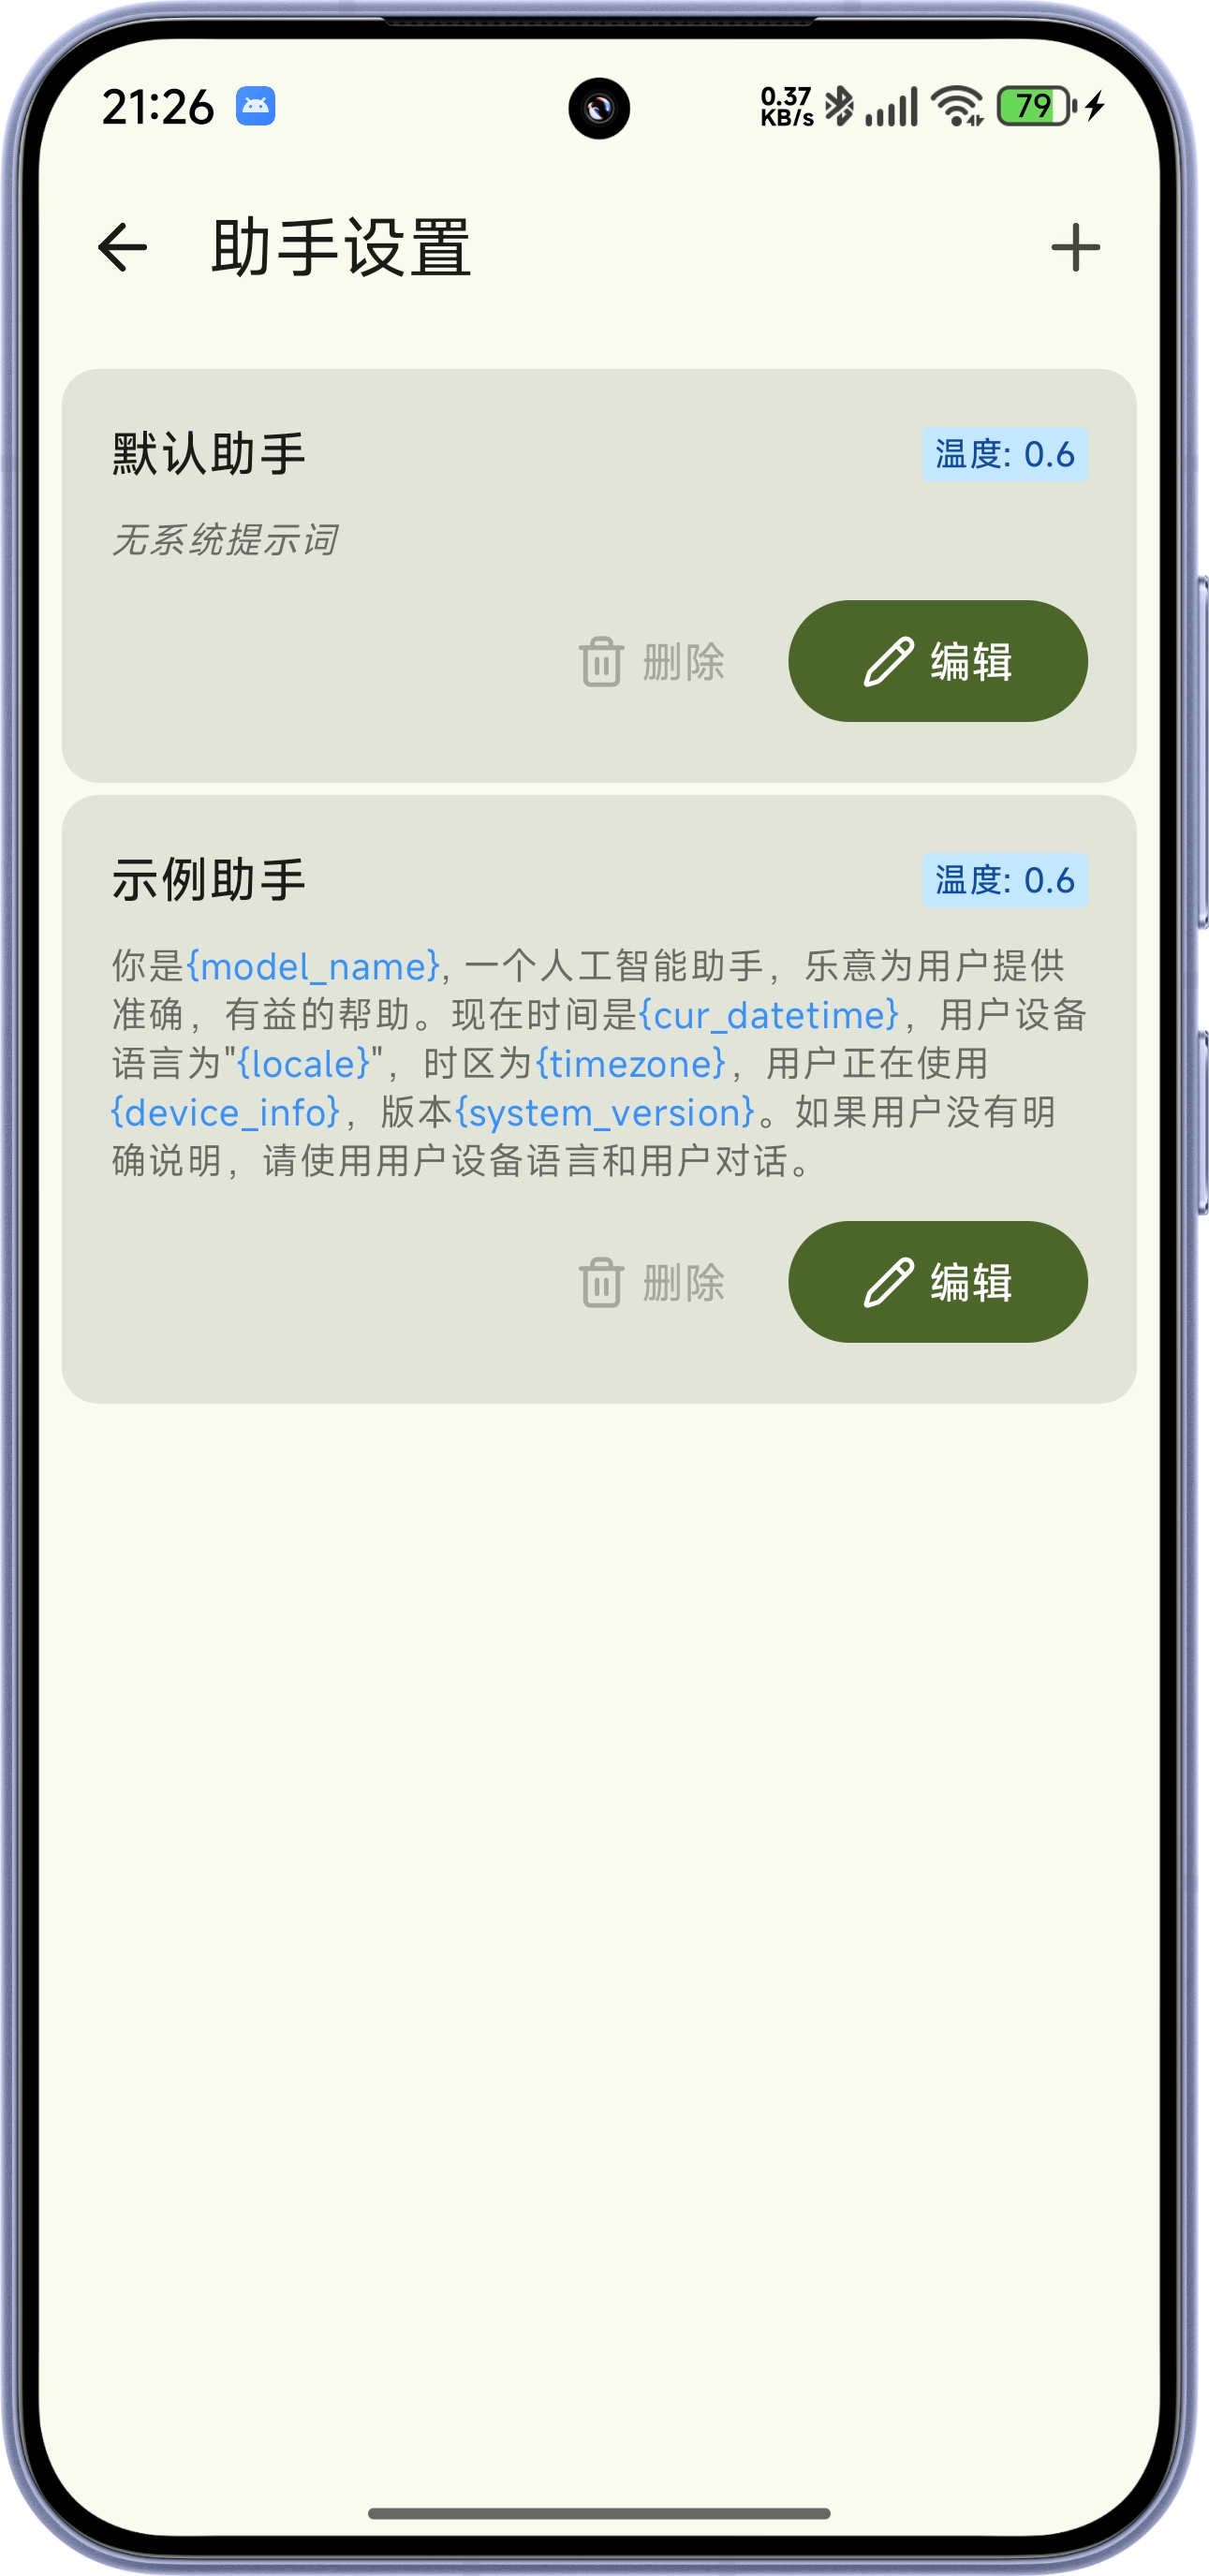 21:26
0.37
KB/s
79
助手设置
默认助手
温度: 0.6
无系统提示词
删除
编辑
示例助手
温度: 0.6
你是{model_name}, 一个人工智能助手，乐意为用户提供
准确，有益的帮助。现在时间是{cur_datetime}，用户设备
语言为"{locale}"，时区为{timezone}，用户正在使用
{device_info}，版本{system_version}。如果用户没有明
确说明，请使用用户设备语言和用户对话。
删除
编辑